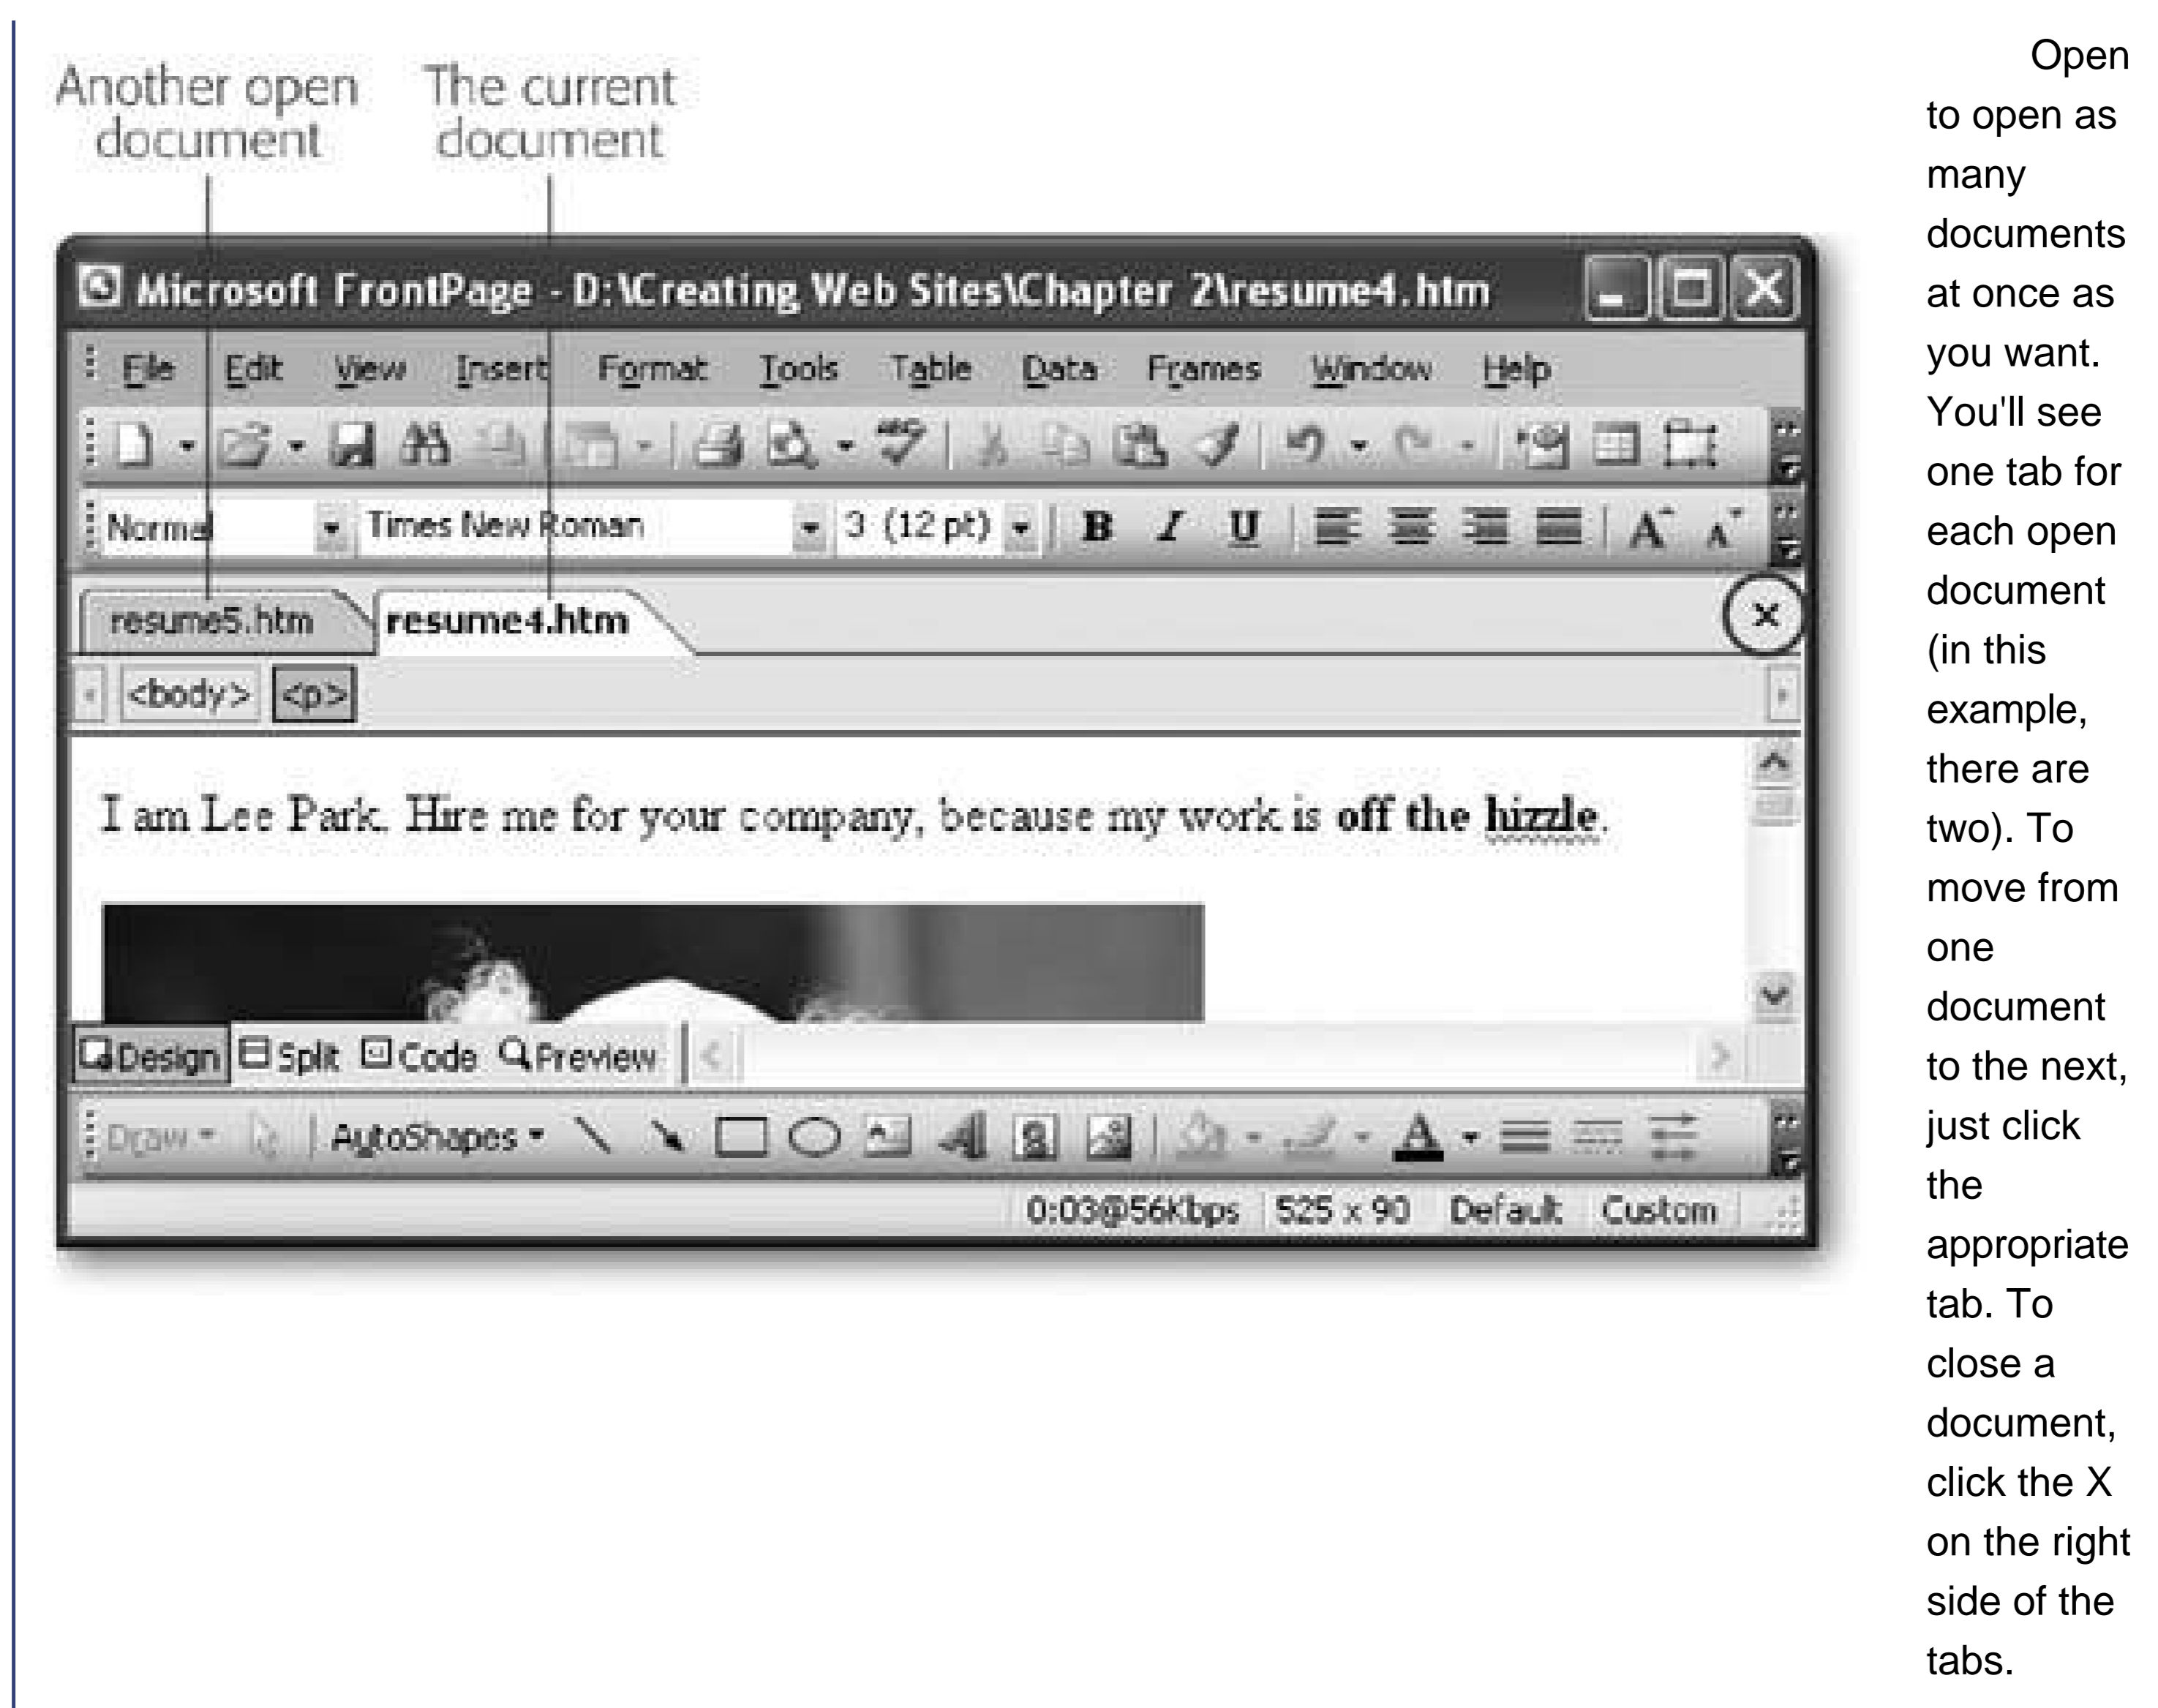 Another open
document
The current
document
Microsoft FrontPage - D:\Creating Web Sites\Chapter 2\resume4.htm
File Edit View Insert Format Tools Table Data Frames Window Help
Normal Times New Roman 3 (12 pt) B I U A A
resume5.htm resume4.htm
<body> <p>
I am Lee Park. Hire me for your company, because my work is off the hizzle.
Design Split Code Preview
Draw AutoShapes A
0:03@56Kbps 525 x 90 Default Custom
Open
to open as
many
documents
at once as
you want.
You'll see
one tab for
each open
document
(in this
example,
there are
two). To
move from
one
document
to the next,
just click
the
appropriate
tab. To
close a
document,
click the X
on the right
side of the
tabs.